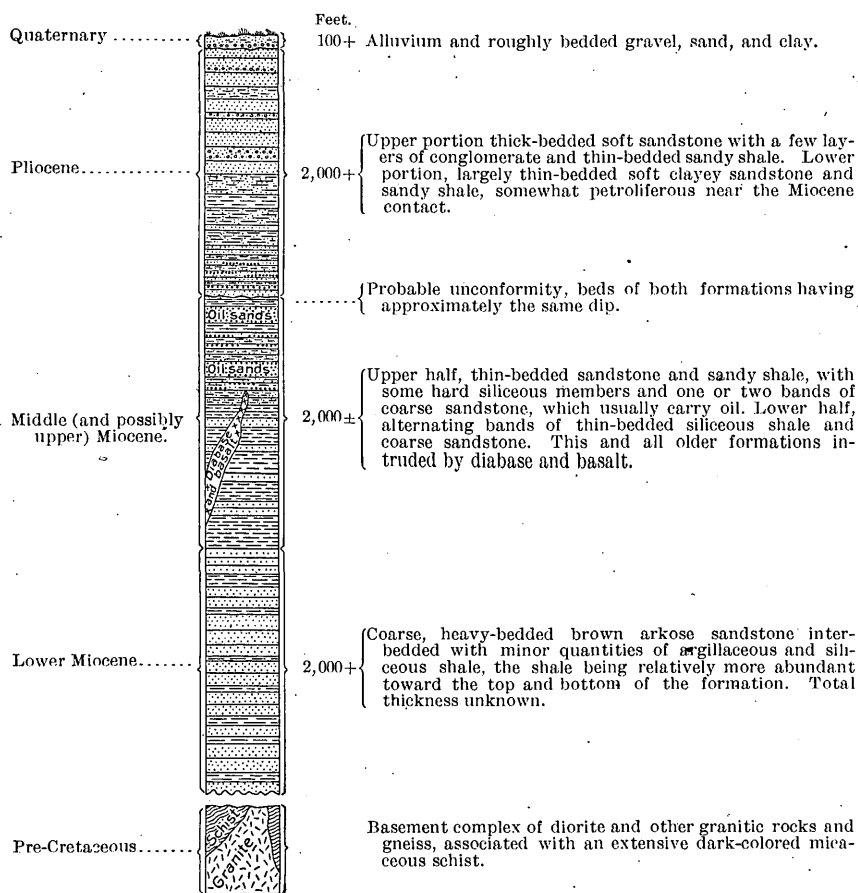 Feet.
Quaternary ......... 100+ Alluvium and roughly bedded gravel, sand, and clay.
Pliocene............. 2,000+
Upper portion thick-bedded soft sandstone with a few lay-
ers of conglomerate and thin-bedded sandy shale. Lower
portion, largely thin-bedded soft clayey sandstone and
sandy shale, somewhat petroliferous near the Miocene
contact.
Probable unconformity, beds of both formations having
approximately the same dip.
Oil sands
Oil sands
Middle (and possibly
upper) Miocene.
2,000±
Diabase
and basalt
Upper half, thin-bedded sandstone and sandy shale, with
some hard siliceous members and one or two bands of
coarse sandstone, which usually carry oil. Lower half,
alternating bands of thin-bedded siliceous shale and
coarse sandstone. This and all older formations in-
truded by diabase and basalt.
Lower Miocene...... 2,000+
Coarse, heavy-bedded brown arkose sandstone inter-
bedded with minor quantities of argillaceous and sili-
ceous shale, the shale being relatively more abundant
toward the top and bottom of the formation. Total
thickness unknown.
Pre-Cretaceous.......
Schist
Granite
Basement complex of diorite and other granitic rocks and
gneiss, associated with an extensive dark-colored mica-
ceous schist.